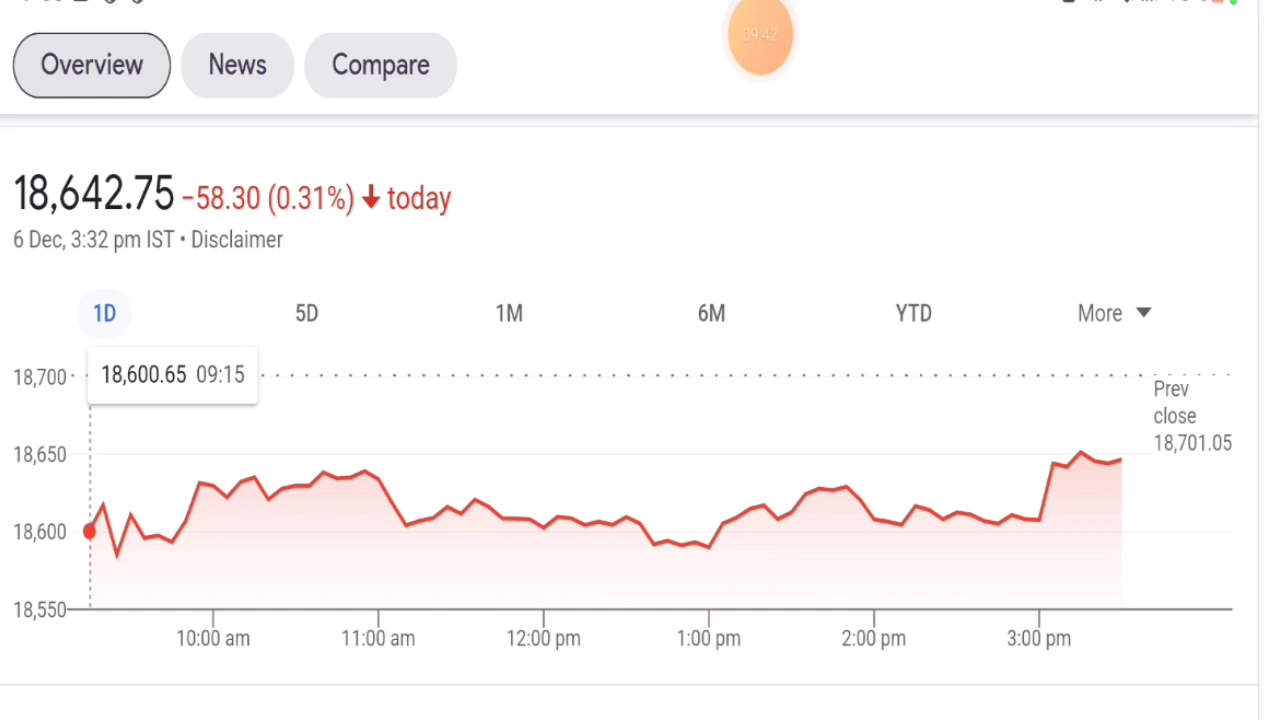 09:42
Overview News Compare
18,642.75 -58.30 (0.31%) ↓ today
6 Dec, 3:32 pm IST • Disclaimer
1D 5D 1M 6M YTD More
18,600.65 09:15
18,700
Prev
close
18,701.05
18,650
18,600
18,550
10:00 am 11:00 am 12:00 pm 1:00 pm 2:00 pm 3:00 pm